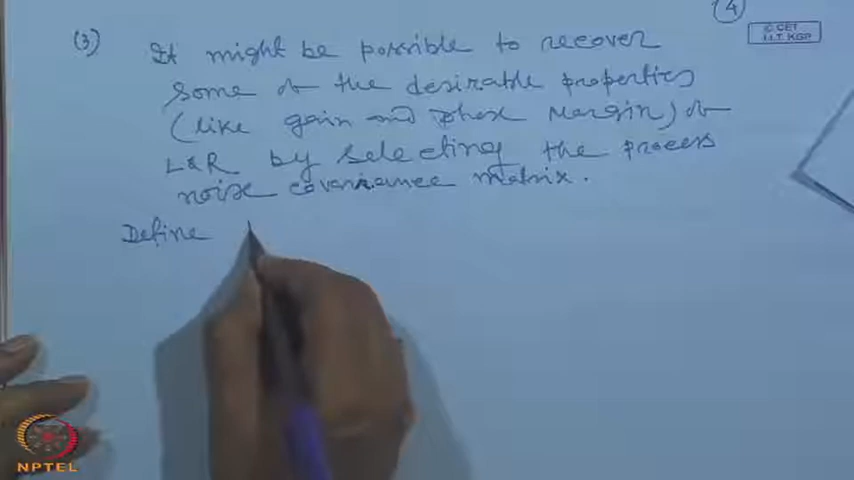 (4)
© CET
I.I.T. KGP
(3) It might be possible to recover
some of the desirable properties
(like gain and phase Margin) of
LQR by selecting the process
noise covariance matrix.
Define
NPTEL